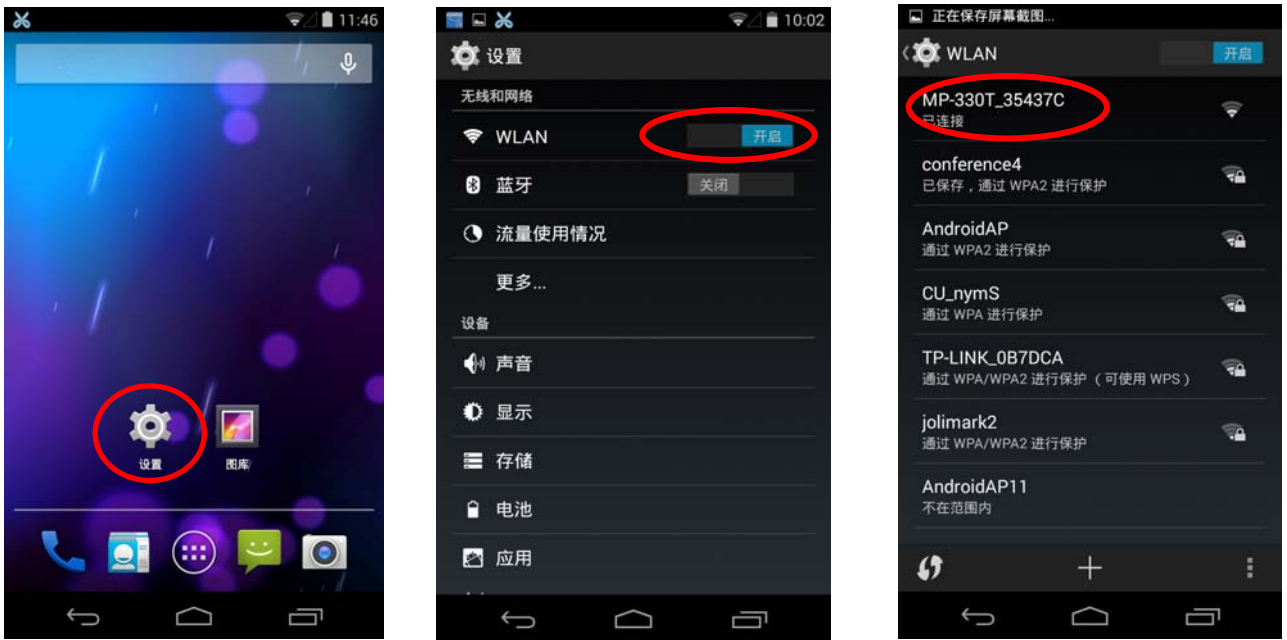 11:46
设置
图库
10:02
设置
无线和网络
WLAN
开启
蓝牙
关闭
流量使用情况
更多...
设备
声音
显示
存储
电池
应用
正在保存屏幕截图...
WLAN
开启
MP-330T_35437C
已连接
conference4
已保存，通过 WPA2 进行保护
AndroidAP
通过 WPA2 进行保护
CU_nymS
通过 WPA 进行保护
TP-LINK_0B7DCA
通过 WPA/WPA2 进行保护（可使用 WPS）
jolimark2
通过 WPA/WPA2 进行保护
AndroidAP11
不在范围内